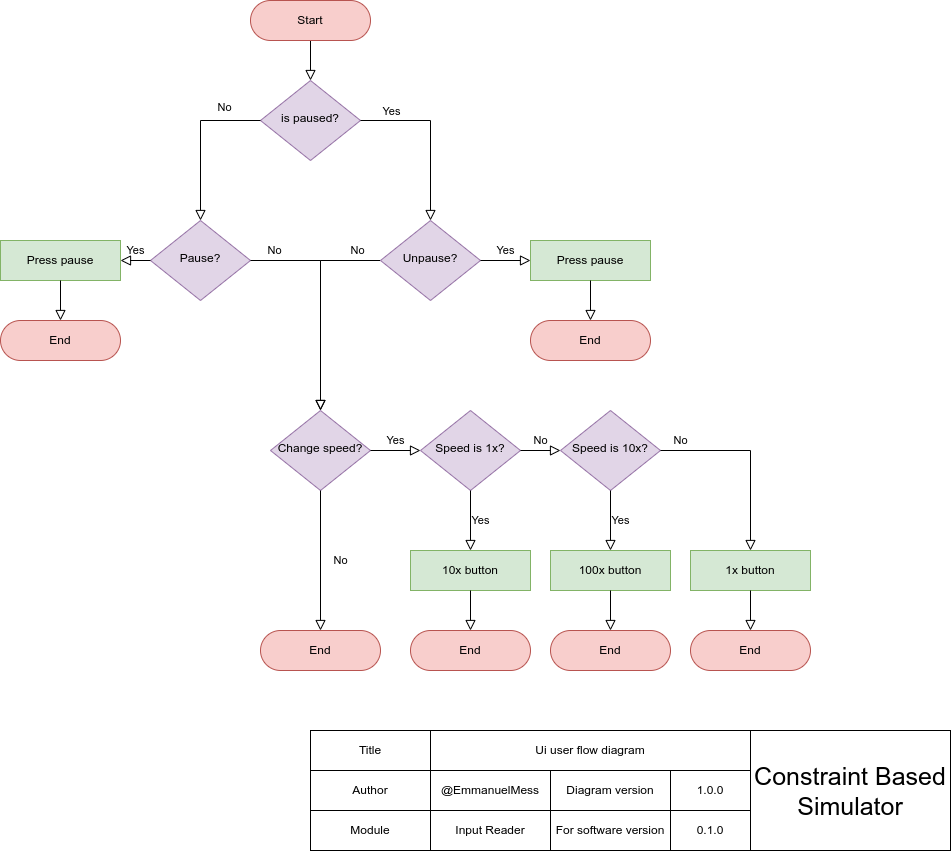 Start
is paused?
No
Yes
Pause?
Unpause?
Yes
No
No
Yes
Press pause
Press pause
End
End
Change speed?
Yes
Speed is 1x?
No
Speed is 10x?
No
Yes
Yes
No
10x button
100x button
1x button
End
End
End
End
Title
Ui user flow diagram
Author
@EmmanuelMess
Diagram version
1.0.0
Module
Input Reader
For software version
0.1.0
Constraint Based
Simulator